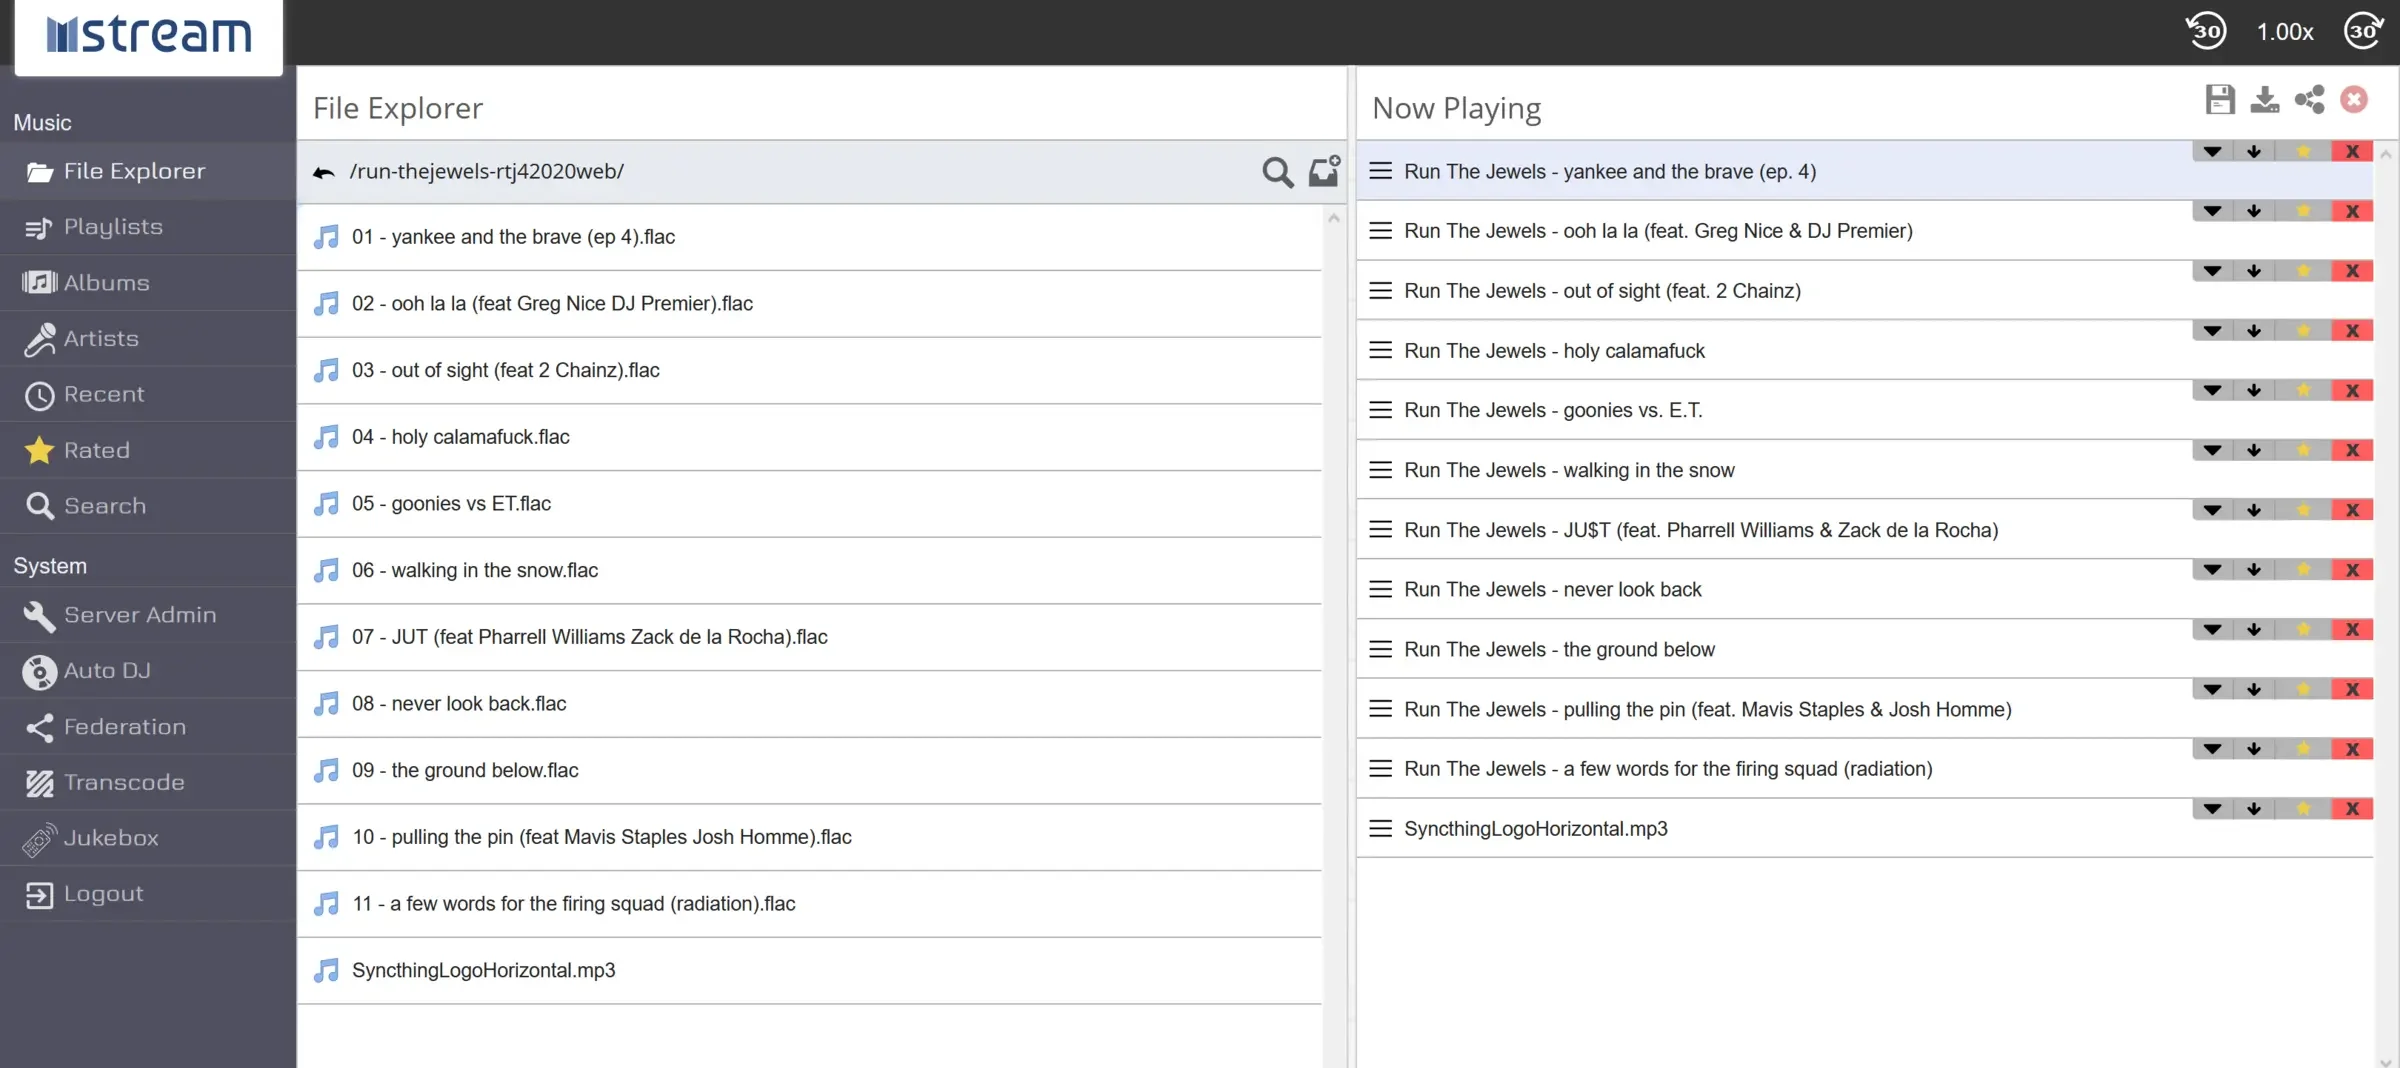 mstream
30 1.00x 30
Music
File Explorer
Playlists
Albums
Artists
Recent
Rated
Search
System
Server Admin
Auto DJ
Federation
Transcode
Jukebox
Logout
File Explorer
/run-thejewels-rtj42020web/
01 - yankee and the brave (ep 4).flac
02 - ooh la la (feat Greg Nice DJ Premier).flac
03 - out of sight (feat 2 Chainz).flac
04 - holy calamafuck.flac
05 - goonies vs ET.flac
06 - walking in the snow.flac
07 - JUT (feat Pharrell Williams Zack de la Rocha).flac
08 - never look back.flac
09 - the ground below.flac
10 - pulling the pin (feat Mavis Staples Josh Homme).flac
11 - a few words for the firing squad (radiation).flac
SyncthingLogoHorizontal.mp3
Now Playing
Run The Jewels - yankee and the brave (ep. 4)
X
Run The Jewels - ooh la la (feat. Greg Nice & DJ Premier)
X
Run The Jewels - out of sight (feat. 2 Chainz)
X
Run The Jewels - holy calamafuck
X
Run The Jewels - goonies vs. E.T.
X
Run The Jewels - walking in the snow
X
Run The Jewels - JU$T (feat. Pharrell Williams & Zack de la Rocha)
X
Run The Jewels - never look back
X
Run The Jewels - the ground below
X
Run The Jewels - pulling the pin (feat. Mavis Staples & Josh Homme)
X
Run The Jewels - a few words for the firing squad (radiation)
X
SyncthingLogoHorizontal.mp3
X